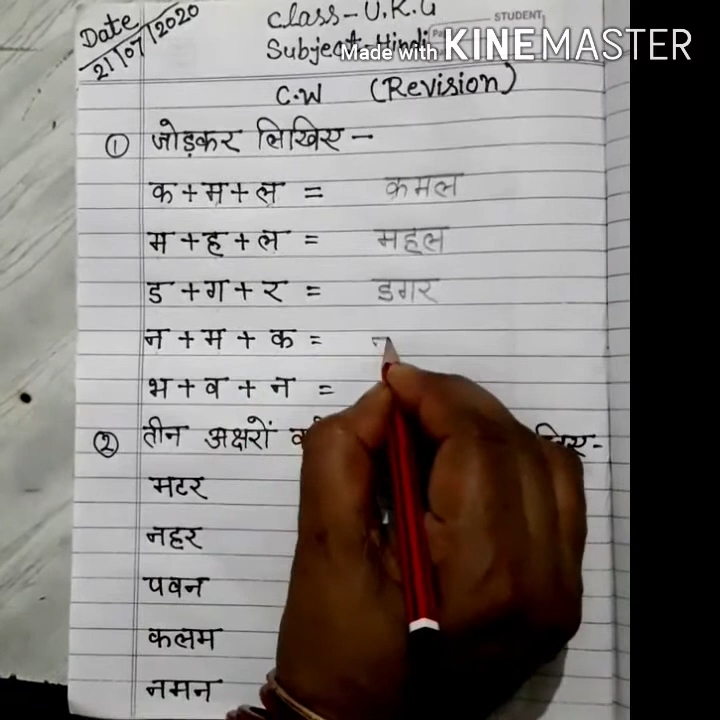 Date
21/07/2020
Class-U.K.G
STUDENT
Subject-Hindi
Made with KINEMASTER
C.W (Revision)
① जोड़कर लिखिए -
क + म + ल = कमल
म + ह + ल = महल
ड + ग + र = डगर
न + म + क = न
भ + व + न =
② तीन अक्षरों
मटर
नहर
पवन
कलम
नमन